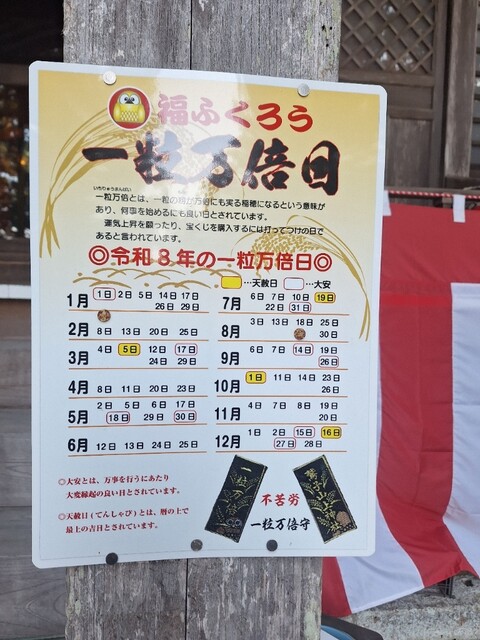 福ふくろう
一粒万倍日
いちりゅうまんばい
一粒万倍とは、一粒の籾が万倍にも実る稲穂になるという意味が
あり、何事を始めるにも良い日とされています。
運気上昇を願ったり、宝くじを購入するには打ってつけの日で
あると言われています。
◎令和8年の一粒万倍日◎
…天赦日 …大安
1月 1日 2日 5日 14日 17日
26日 29日
2月 8日 13日 20日 25日
3月 4日 5日 12日 17日
24日 29日
4月 8日 11日 20日 23日
5月 2日 5日 6日 17日
18日 29日 30日
6月 12日 13日 24日 25日
7月 6日 7日 10日 19日
22日 31日
8月 3日 13日 18日 25日
30日
9月 6日 7日 14日 19日
26日
10月 1日 11日 14日 23日
26日
11月 4日 7日 8日 19日
20日
12月 1日 2日 15日 16日
27日 28日
◎大安とは、万事を行うにあたり
大変縁起の良い日とされています。
◎天赦日(てんしゃび)とは、暦の上で
最上の吉日とされています。
一粒万倍
不苦労
一粒万倍守